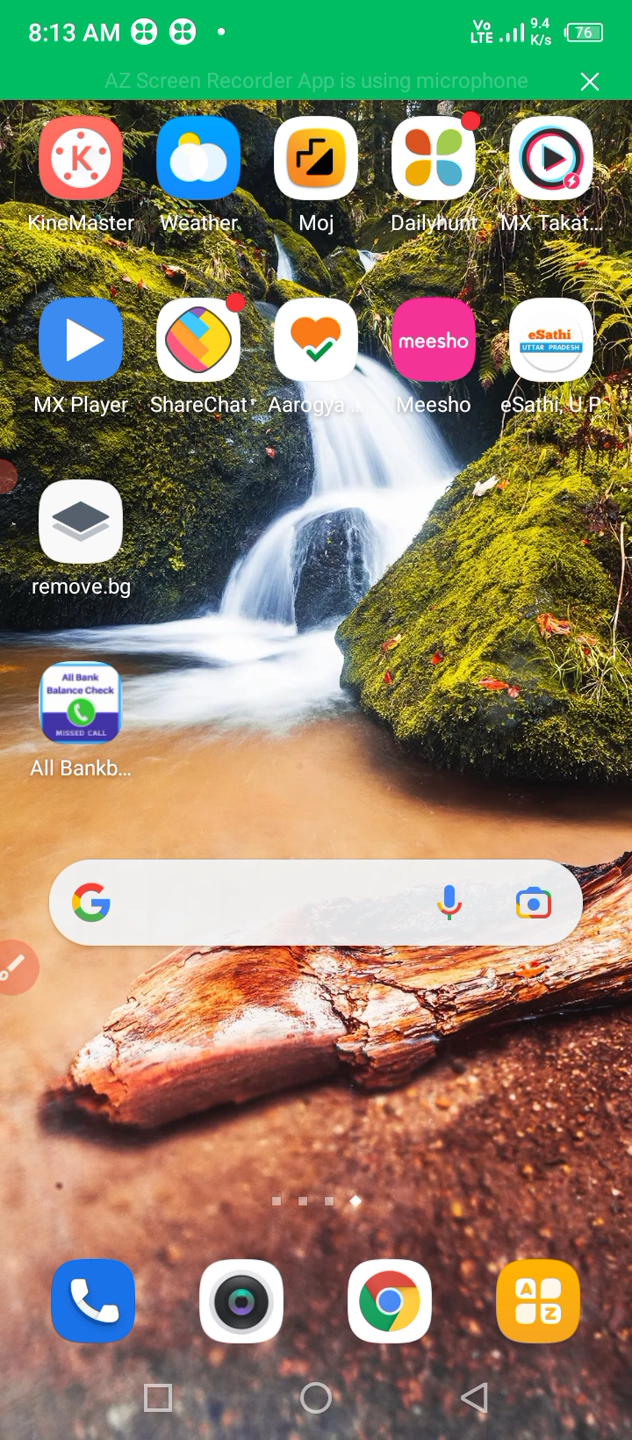 8:13 AM
Vo LTE
9.4 K/s
76
AZ Screen Recorder App is using microphone
K
KineMaster
Weather
Moj
Dailyhunt
MX Takat...
meesho
eSathi
UTTAR PRADESH
MX Player
ShareChat
Aarogya ...
Meesho
eSathi, U.P
remove.bg
All Bank
Balance Check
MISSED CALL
All Bankb...
G
A
Z